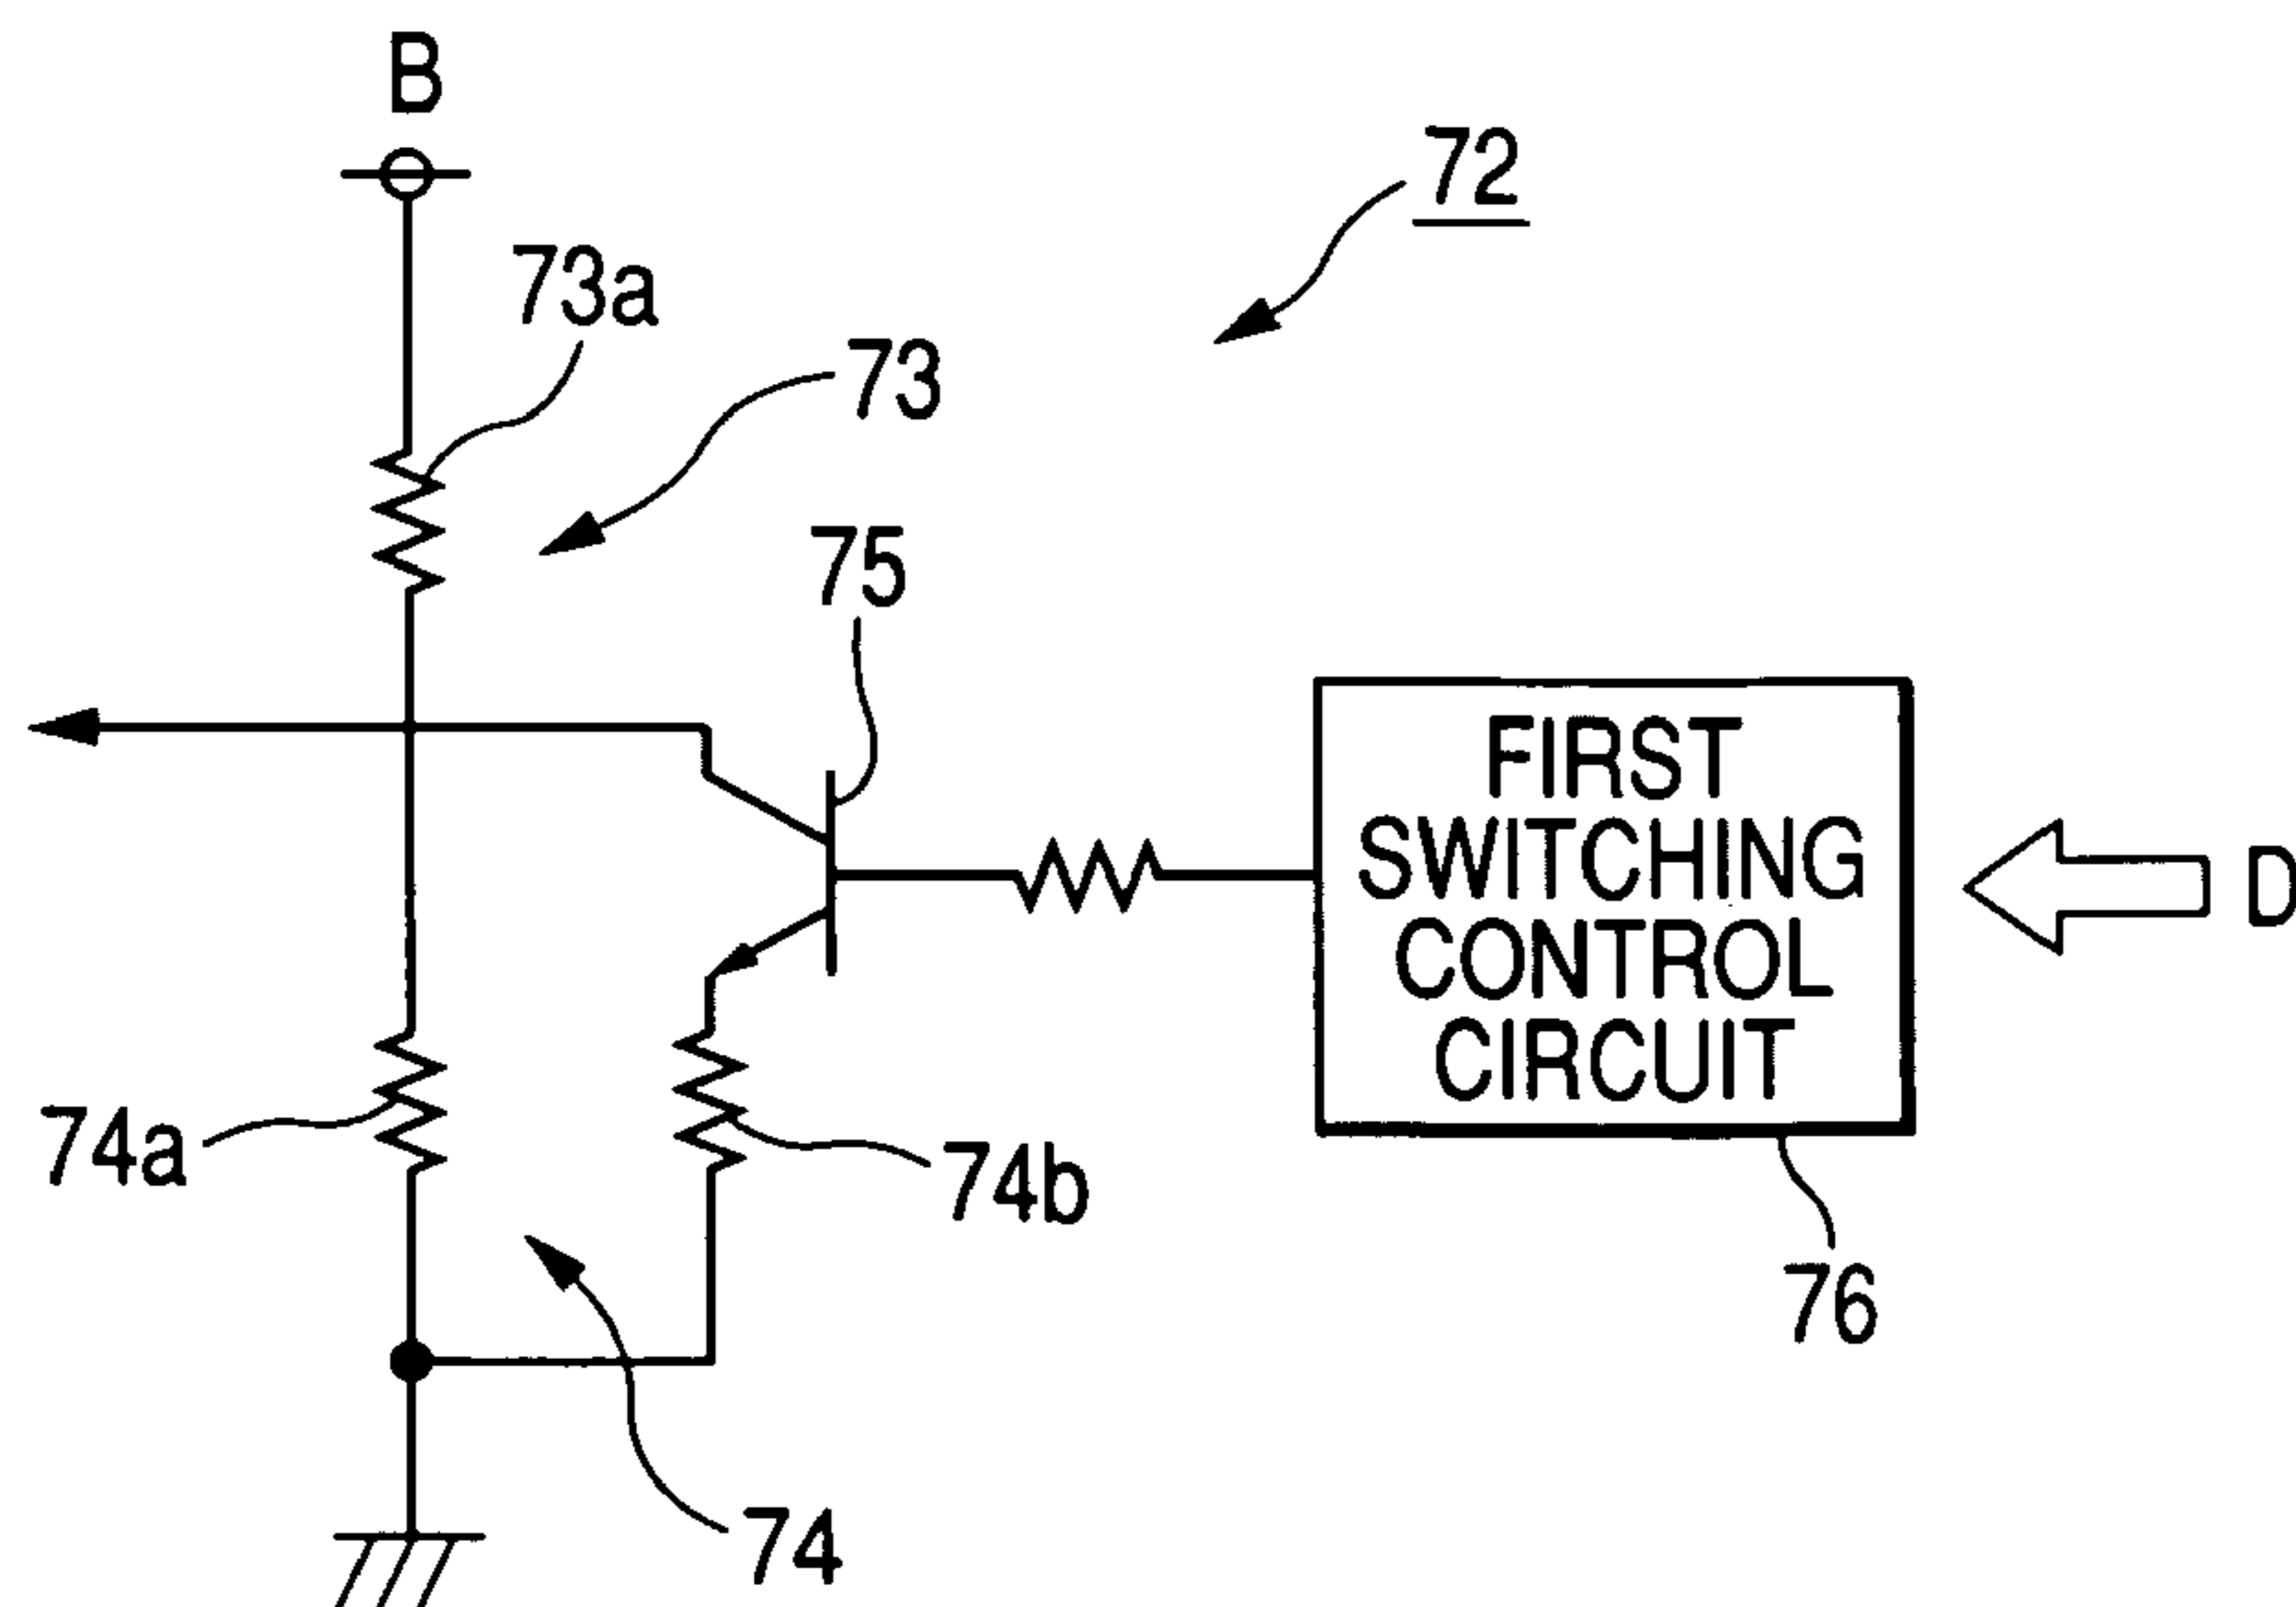 B
72
73a
73
75
FIRST
SWITCHING
CONTROL
CIRCUIT
D
74a
74b
76
74